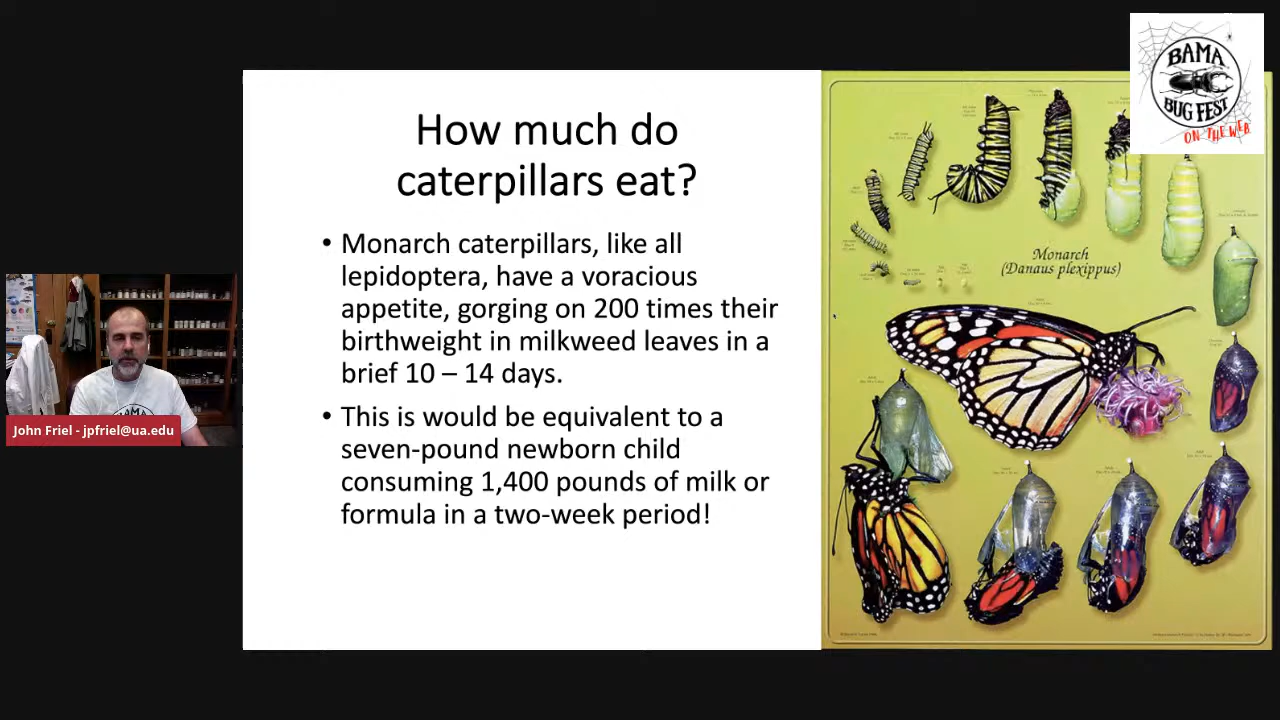 BAMA
BUG FEST
ON THE WEB
How much do
caterpillars eat?
• Monarch caterpillars, like all
lepidoptera, have a voracious
appetite, gorging on 200 times their
birthweight in milkweed leaves in a
brief 10 – 14 days.
• This is would be equivalent to a
seven-pound newborn child
consuming 1,400 pounds of milk or
formula in a two-week period!
Monarch
(Danaus plexippus)
John Friel - jpfriel@ua.edu